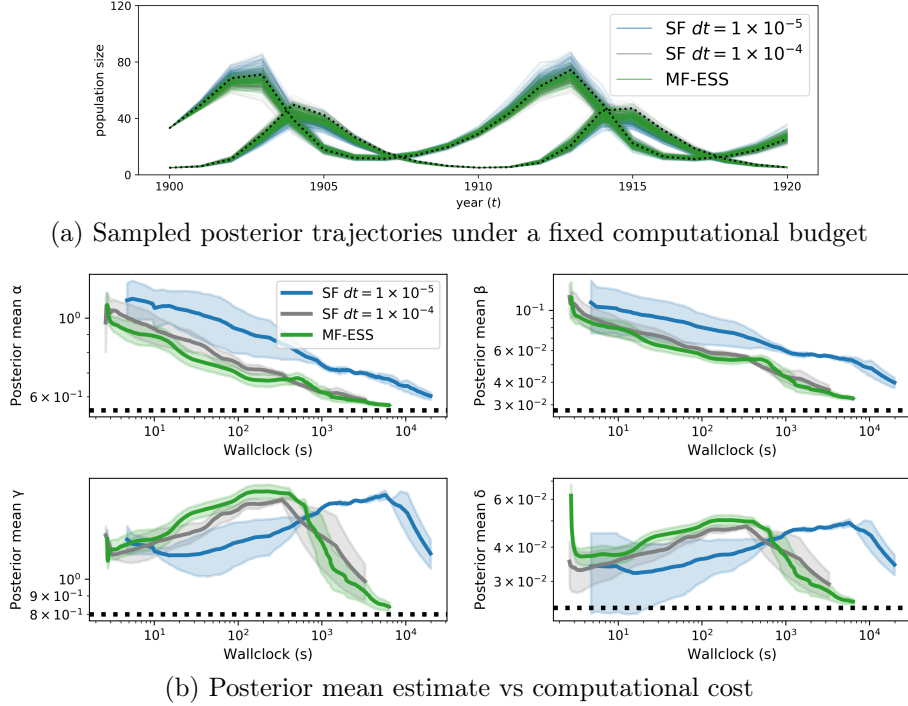 120
80
40
0
population size
SF dt = 1 × 10⁻⁵
SF dt = 1 × 10⁻⁴
MF-ESS
1900
1905
1910
1915
1920
year (t)
(a) Sampled posterior trajectories under a fixed computational budget
Posterior mean α
10⁰
6 × 10⁻¹
SF dt = 1 × 10⁻⁵
SF dt = 1 × 10⁻⁴
MF-ESS
10¹
10²
10³
10⁴
Wallclock (s)
Posterior mean β
10⁻¹
6 × 10⁻²
4 × 10⁻²
3 × 10⁻²
10¹
10²
10³
10⁴
Wallclock (s)
Posterior mean γ
10⁰
9 × 10⁻¹
8 × 10⁻¹
10¹
10²
10³
10⁴
Wallclock (s)
Posterior mean δ
6 × 10⁻²
4 × 10⁻²
3 × 10⁻²
10¹
10²
10³
10⁴
Wallclock (s)
(b) Posterior mean estimate vs computational cost